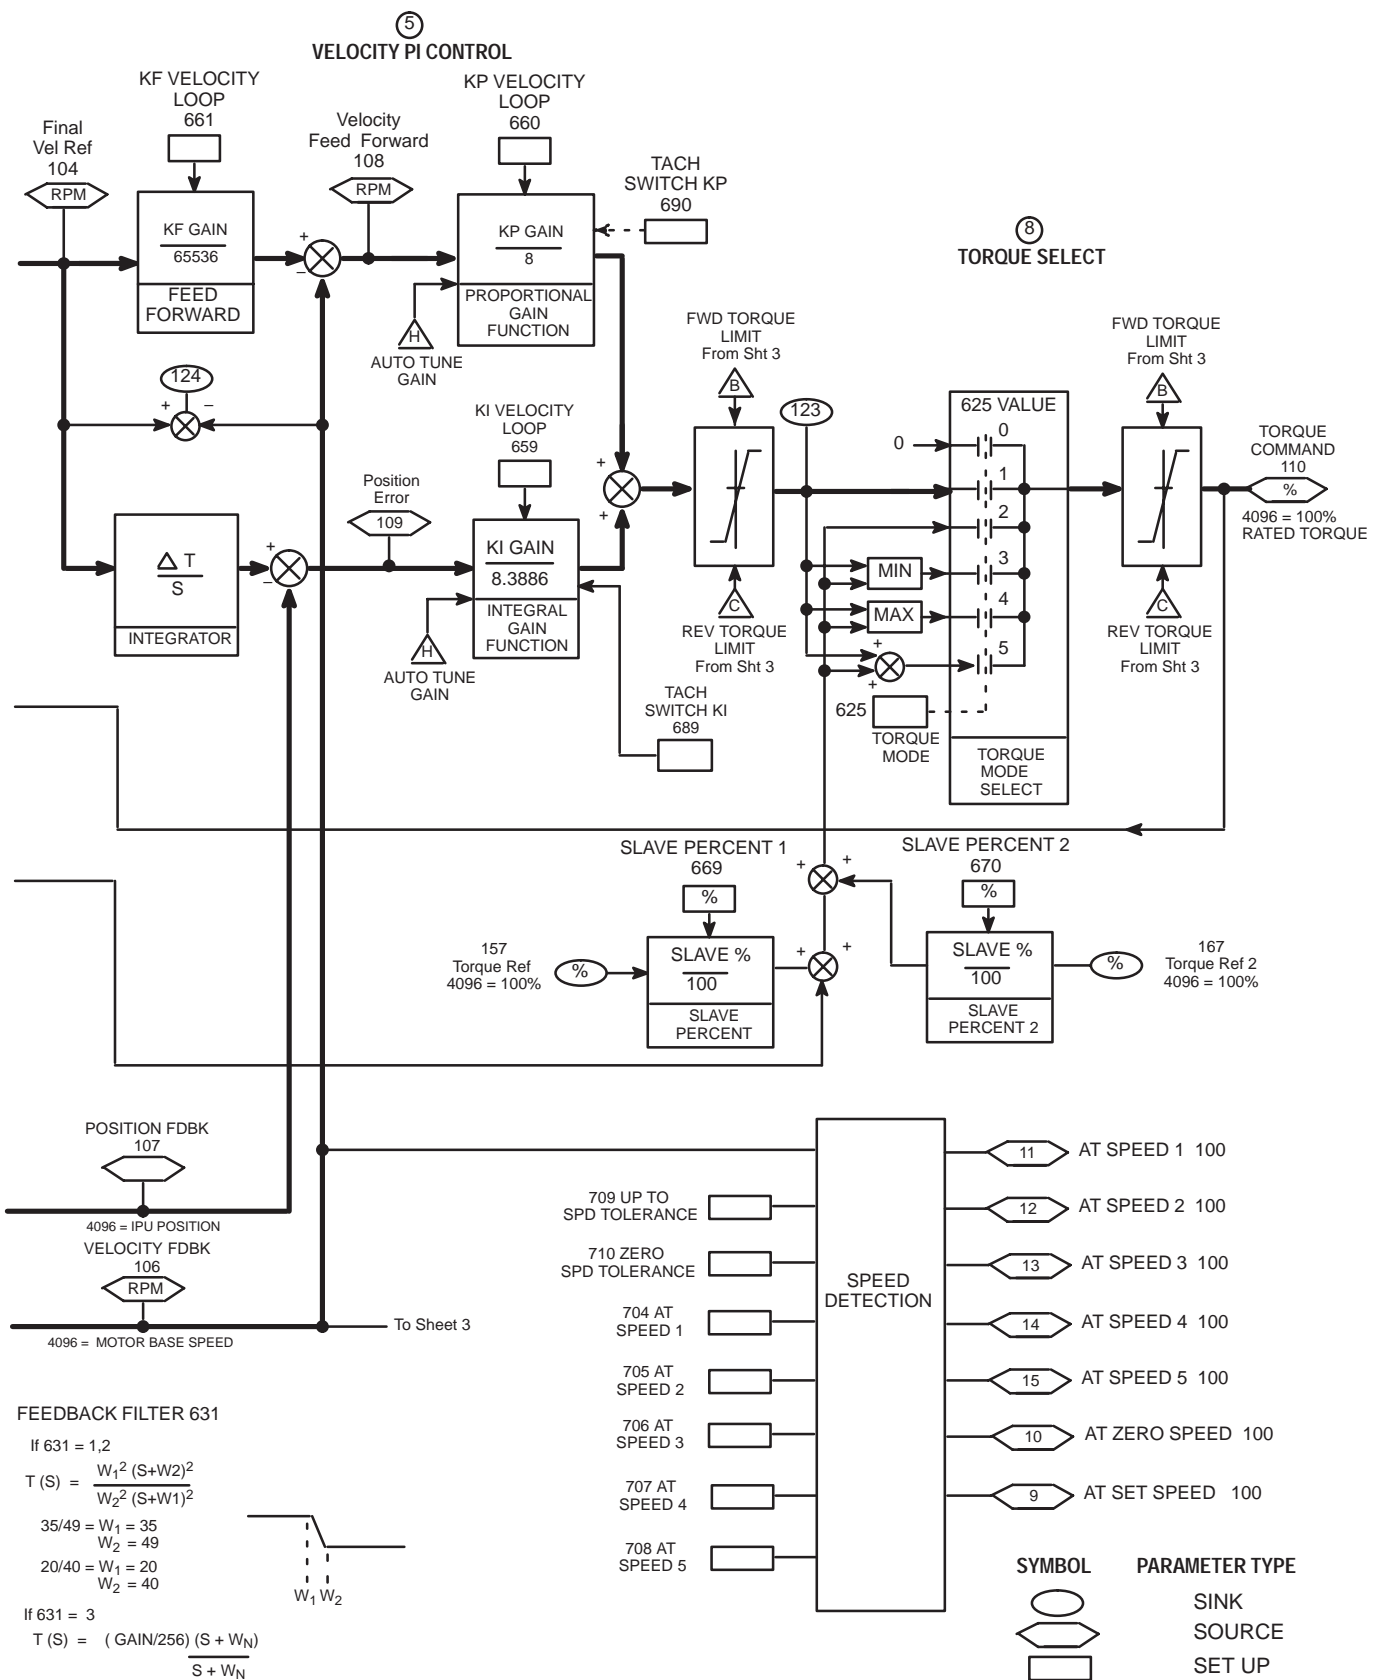 5
VELOCITY PI CONTROL
KF VELOCITY
LOOP
661
KP VELOCITY
LOOP
660
Final
Vel Ref
104
RPM
Velocity
Feed Forward
108
RPM
TACH
SWITCH KP
690
KF GAIN
65536
FEED
FORWARD
+
–
KP GAIN
8
PROPORTIONAL
GAIN
FUNCTION
H
AUTO TUNE
GAIN
8
TORQUE SELECT
124
+
–
KI VELOCITY
LOOP
659
Position
Error
109
FWD TORQUE
LIMIT
From Sht 3
B
123
625 VALUE
0
0
1
2
3
4
5
MIN
MAX
+
+
FWD TORQUE
LIMIT
From Sht 3
B
TORQUE
COMMAND
110
%
4096 = 100%
RATED TORQUE
+
+
Δ T
S
INTEGRATOR
+
–
KI GAIN
8.3886
INTEGRAL
GAIN
FUNCTION
H
AUTO TUNE
GAIN
C
REV TORQUE
LIMIT
From Sht 3
C
REV TORQUE
LIMIT
From Sht 3
TACH
SWITCH KI
689
625
TORQUE
MODE
TORQUE
MODE
SELECT
SLAVE PERCENT 1
669
%
SLAVE PERCENT 2
670
%
+
+
157
Torque Ref
4096 = 100%
%
SLAVE %
100
SLAVE
PERCENT
+
+
SLAVE %
100
SLAVE
PERCENT 2
%
167
Torque Ref 2
4096 = 100%
POSITION FDBK
107
4096 = IPU POSITION
VELOCITY FDBK
106
RPM
4096 = MOTOR BASE SPEED
To Sheet 3
709 UP TO
SPD TOLERANCE
710 ZERO
SPD TOLERANCE
704 AT
SPEED 1
705 AT
SPEED 2
706 AT
SPEED 3
707 AT
SPEED 4
708 AT
SPEED 5
SPEED
DETECTION
11 AT SPEED 1 100
12 AT SPEED 2 100
13 AT SPEED 3 100
14 AT SPEED 4 100
15 AT SPEED 5 100
10 AT ZERO SPEED 100
9 AT SET SPEED 100
FEEDBACK FILTER 631
If 631 = 1,2
T (S) = W₁² (S+W2)²
W₂² (S+W1)²
35/49 = W₁ = 35
W₂ = 49
20/40 = W₁ = 20
W₂ = 40
W₁ W₂
If 631 = 3
T (S) = ( GAIN/256) (S + W_N)
S + W_N
SYMBOL PARAMETER TYPE
SINK
SOURCE
SET UP